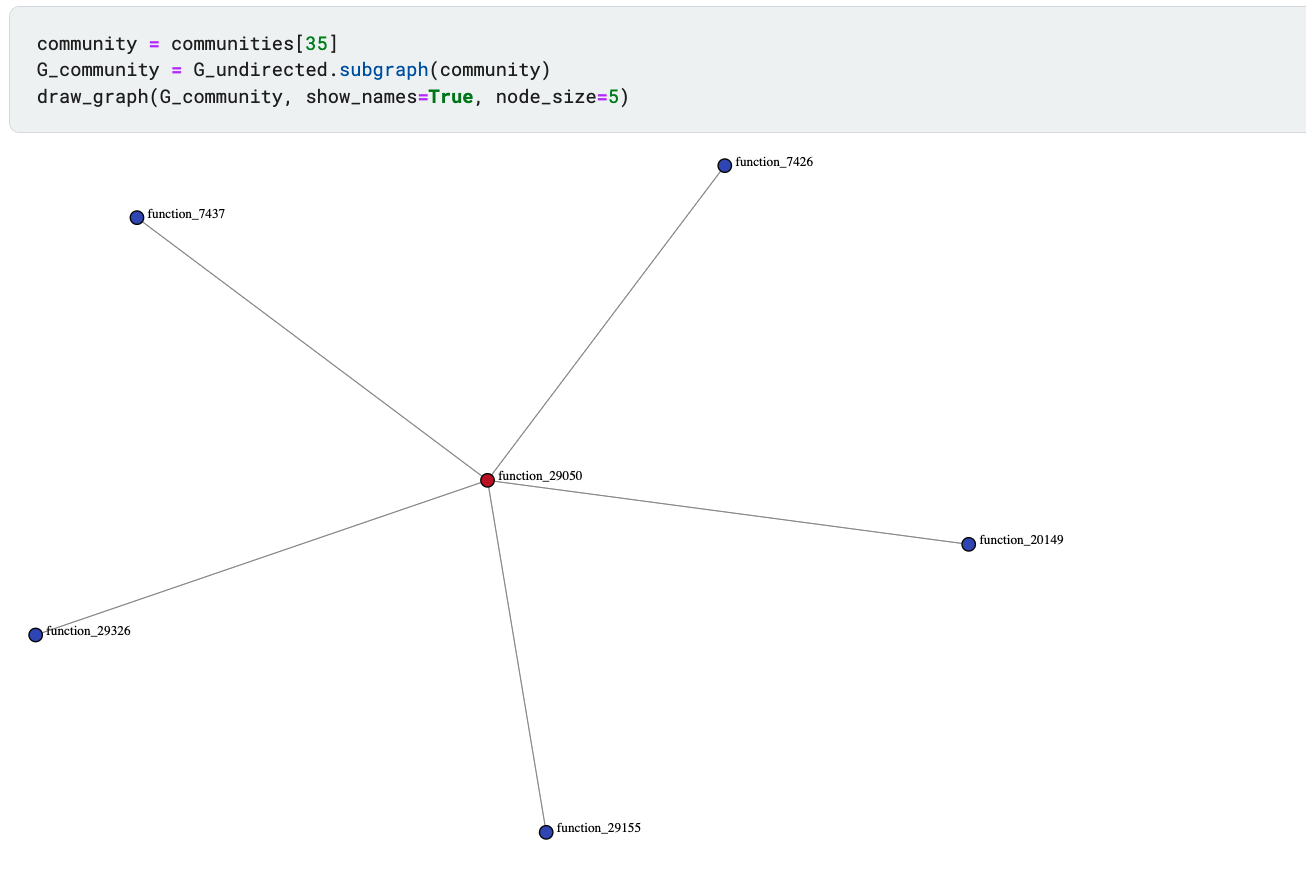 community = communities[35]
G_community = G_undirected.subgraph(community)
draw_graph(G_community, show_names=True, node_size=5)
function_7426
function_7437
function_29050
function_20149
function_29326
function_29155